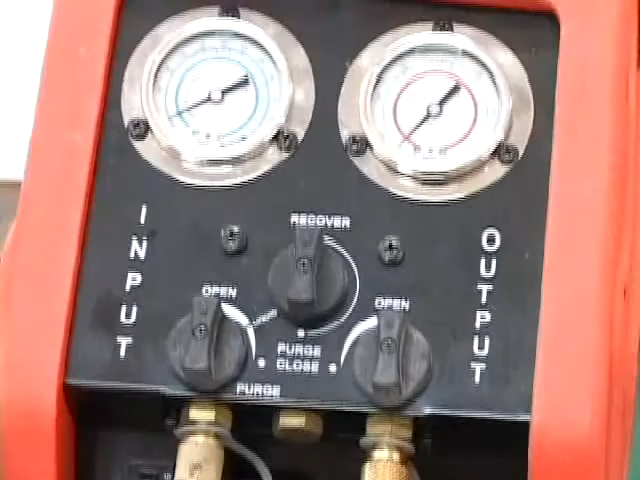 INPUT
RECOVER
OUTPUT
OPEN
OPEN
PURGE
CLOSE
PURGE